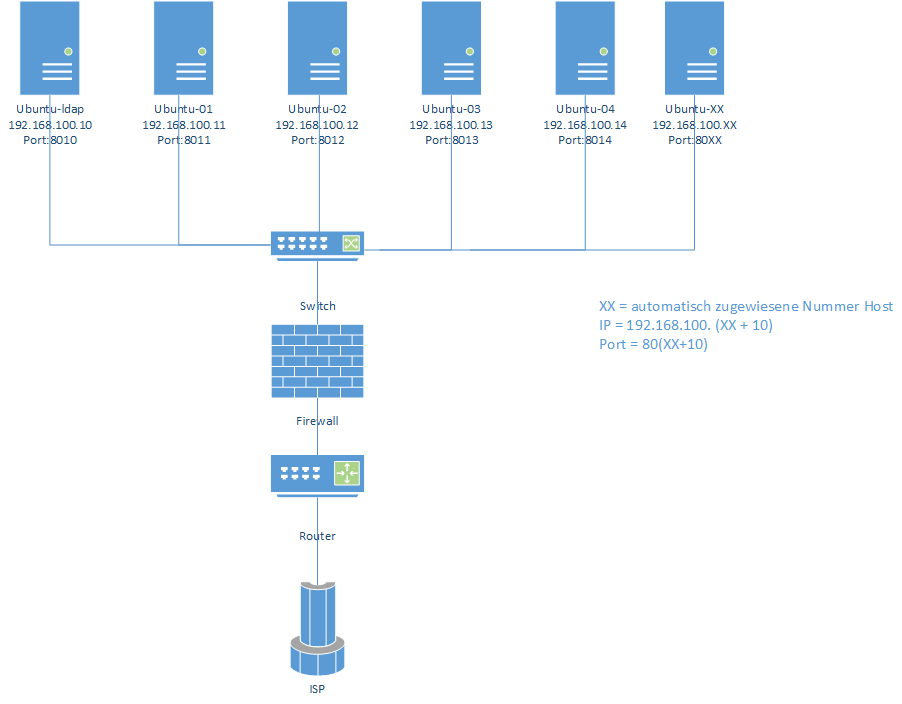 Ubuntu-ldap
192.168.100.10
Port:8010
Ubuntu-01
192.168.100.11
Port:8011
Ubuntu-02
192.168.100.12
Port:8012
Ubuntu-03
192.168.100.13
Port:8013
Ubuntu-04
192.168.100.14
Port:8014
Ubuntu-XX
192.168.100.XX
Port:80XX
Switch
XX = automatisch zugewiesene Nummer Host
IP = 192.168.100. (XX + 10)
Port = 80(XX+10)
Firewall
Router
ISP